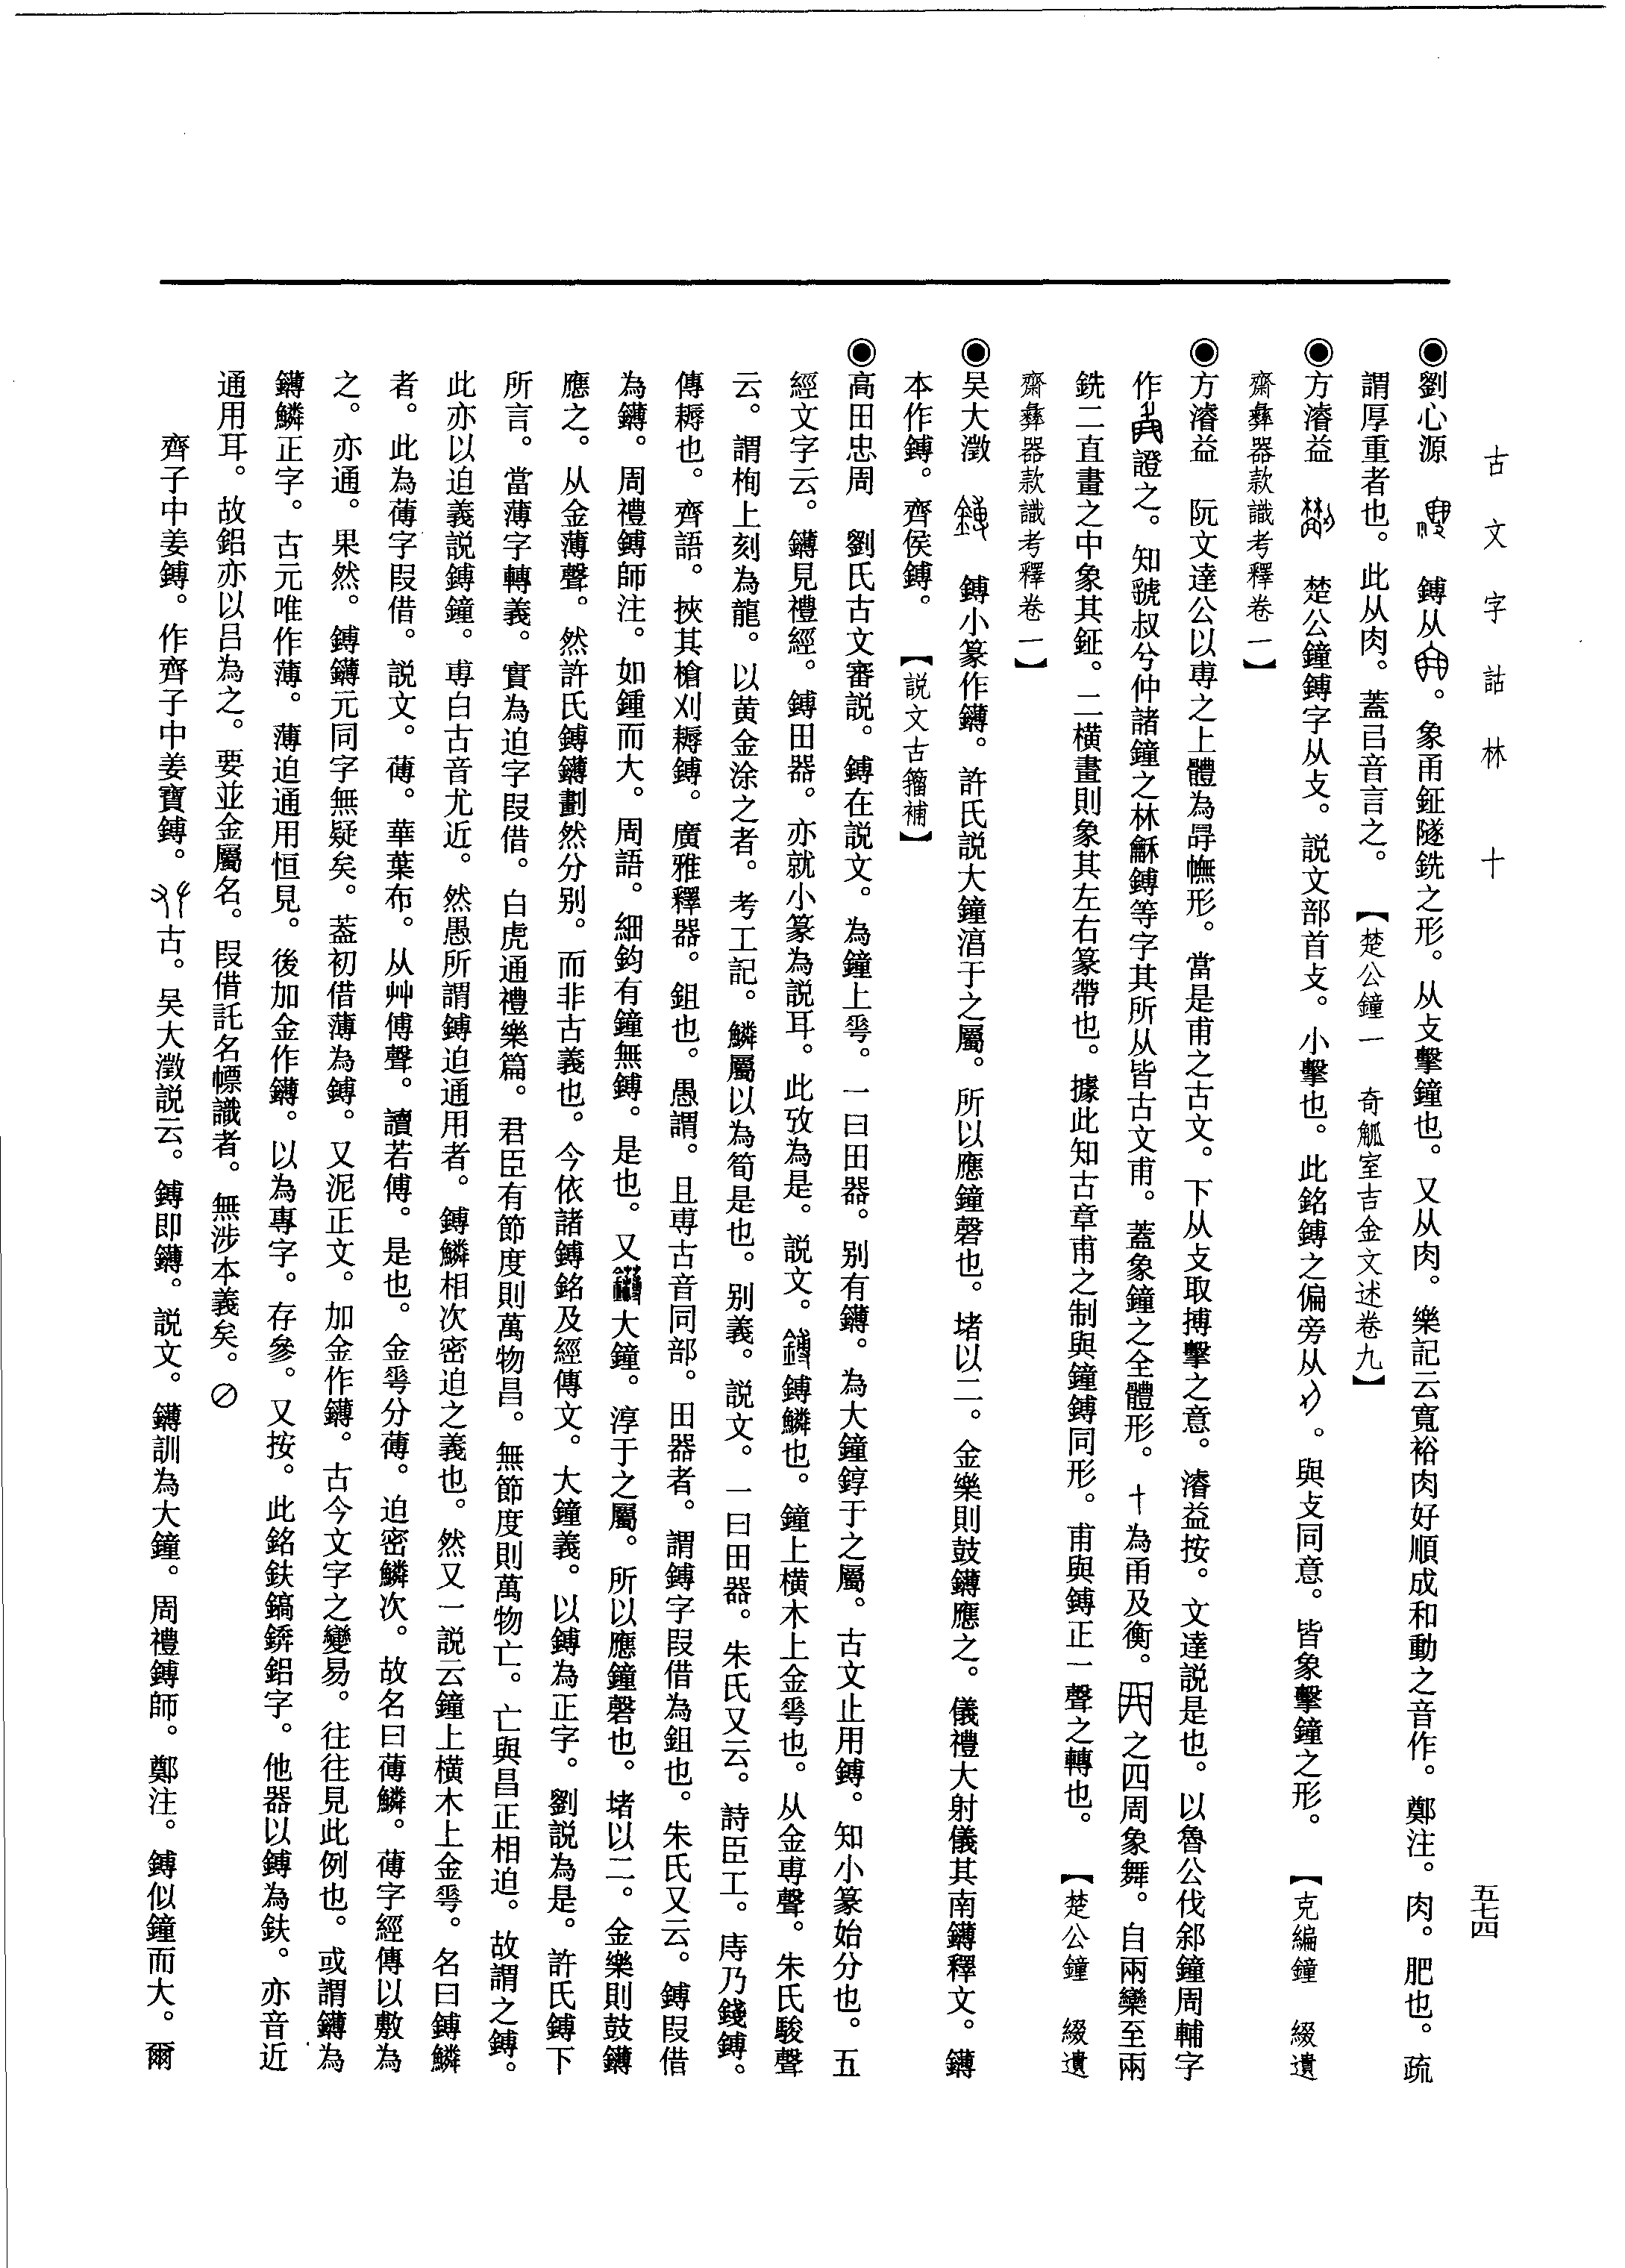 古文字詁林 十
五七四
◉劉心源 鎛从。象甬鉦隧銑之形。从攴擊鐘也。又从肉。樂記云寬裕肉好順成和動之音作。鄭注。肉。肥也。疏
謂厚重者也。此从肉。蓋㠯音言之。 【楚公鐘一 奇觚室吉金文述卷九】
◉方濬益 楚公鐘鎛字从攴。説文部首攴。小擊也。此銘鎛之偏旁从。與攴同意。皆象擊鐘之形。 【克編鐘 綴遺
齋彝器款識考釋卷一】
◉方濬益 阮文達公以尃之上體為冔幠形。當是甫之古文。下从攴取搏擊之意。濬益按。文達説是也。以魯公伐郐鐘周輔字
作證之。知虢叔兮仲諸鐘之林龢鎛等字其所从皆古文甫。蓋象鐘之全體形。十為甬及衡。之四周象舞。自兩欒至兩
銑二直畫之中象其鉦。二横畫則象其左右篆帶也。據此知古章甫之制與鐘鎛同形。甫與鎛正一聲之轉也。 【楚公鐘 綴遺
齋彝器款識考釋卷一】
◉吴大澂 鎛小篆作鑮。許氏説大鐘淳于之屬。所以應鐘磬也。堵以二。金樂則鼓鑮應之。儀禮大射儀其南鑮釋文。鑮
本作鎛。齊侯鎛。 【説文古籀補】
◉高田忠周 劉氏古文審説。鎛在説文。為鐘上咢。一曰田器。别有鑮。為大鐘錞于之屬。古文止用鎛。知小篆始分也。五
經文字云。鑮見禮經。鎛田器。亦就小篆為説耳。此攷為是。説文。鎛鱗也。鐘上横木上金咢也。从金尃聲。朱氏駿聲
云。謂栒上刻為龍。以黄金涂之者。考工記。鱗屬以為筍是也。别義。説文。一曰田器。朱氏又云。詩臣工。庤乃錢鎛。
傳耨也。齊語。挾其槍刈耨鎛。廣雅釋器。鉏也。愚謂。且尃古音同部。田器者。謂鎛字叚借為鉏也。朱氏又云。鎛叚借
為鑮。周禮鎛師注。如鍾而大。周語。細鈞有鐘無鎛。是也。又大鐘。淳于之屬。所以應鐘磬也。堵以二。金樂則鼓鑮
應之。从金薄聲。然許氏鎛鑮劃然分别。而非古義也。今依諸鎛銘及經傳文。大鐘義。以鎛為正字。劉説為是。許氏鎛下
所言。當薄字轉義。實為迫字叚借。白虎通禮樂篇。君臣有節度則萬物昌。無節度則萬物亡。亡與昌正相迫。故謂之鎛。
此亦以迫義説鎛鐘。尃白古音尤近。然愚所謂鎛迫通用者。鎛鱗相次密迫之義也。然又一説云鐘上横木上金咢。名曰鎛鱗
者。此為䔈字叚借。説文。䔈。華葉布。从艸傅聲。讀若傅。是也。金咢分䔈。迫密鱗次。故名曰䔈鱗。䔈字經傳以敷為
之。亦通。果然。鎛鑮元同字無疑矣。葢初借薄為鎛。又泥正文。加金作鑮。古今文字之變易。往往見此例也。或謂鑮為
鑮鱗正字。古元唯作薄。薄迫通用恒見。後加金作鑮。以為專字。存參。又按。此銘鈇鎬錛鋁字。他器以鎛為鈇。亦音近
通用耳。故鋁亦以呂為之。要並金屬名。叚借託名幖識者。無涉本義矣。
齊子中姜鎛。作齊子中姜寶鎛。古。吴大澂説云。鎛即鑮。説文。鑮訓為大鐘。周禮鎛師。鄭注。鎛似鐘而大。爾